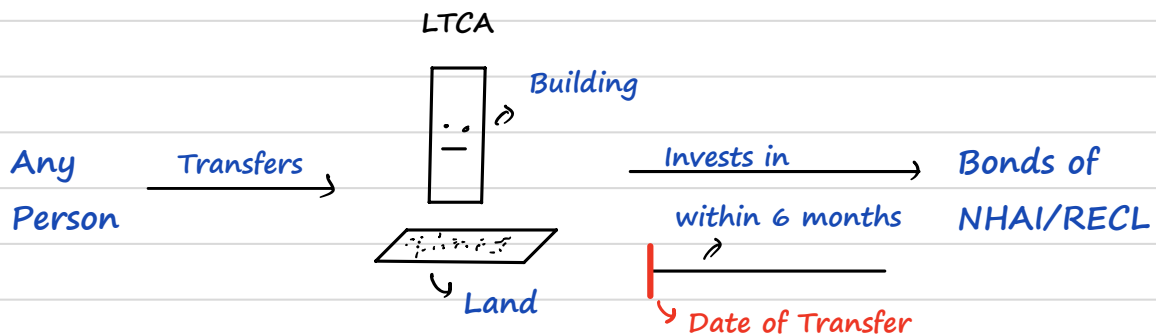 LTCA
Building
Any
Person
Transfers
Invests in
within 6 months
Bonds of
NHAI/RECL
Land
Date of Transfer